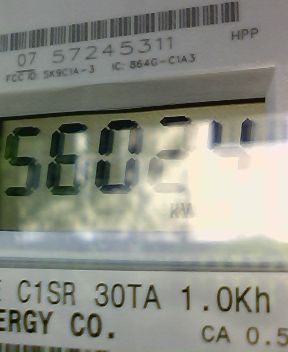 07 57245311 HPP
FCC ID: SK9C1A-3 IC: 864G-C1A3
56024
kW
E C1SR 30TA 1.0Kh
ERGY CO. CA 0.5